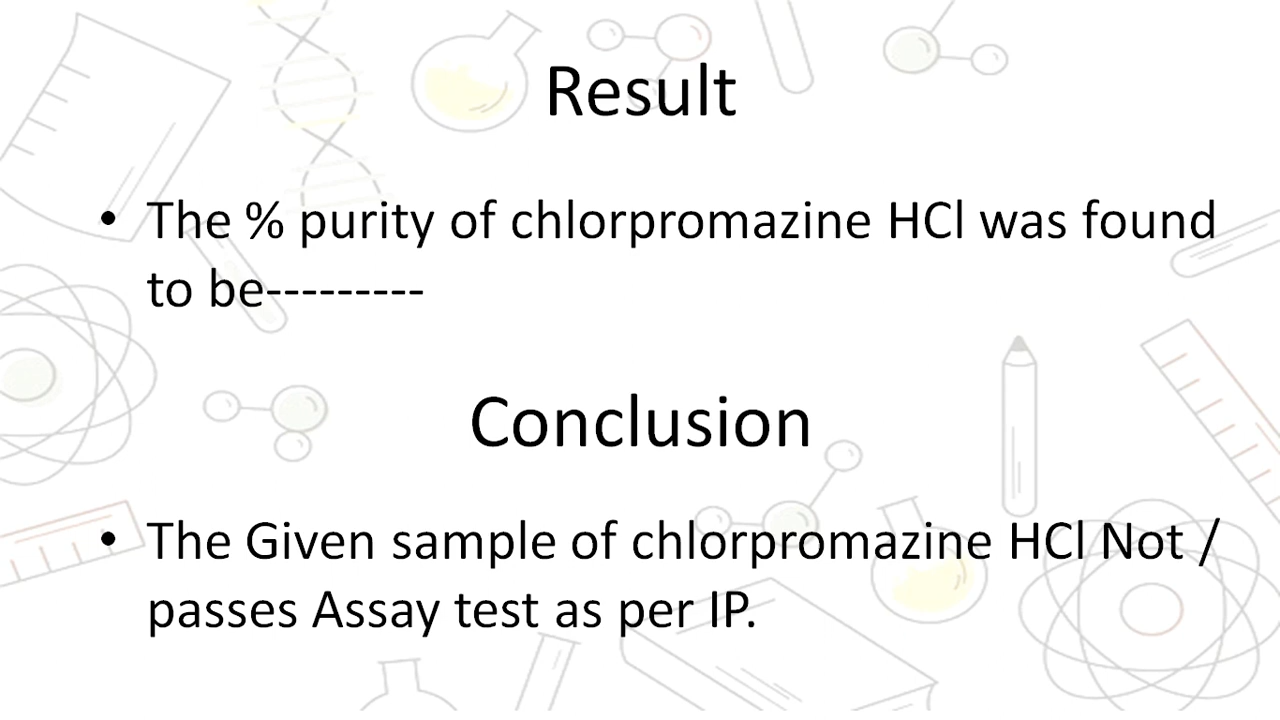 Result
• The % purity of chlorpromazine HCl was found
to be---------
Conclusion
• The Given sample of chlorpromazine HCl Not /
passes Assay test as per IP.